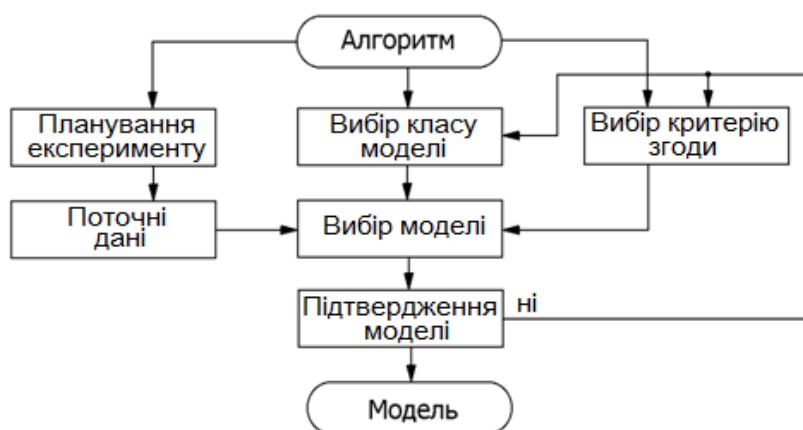 Алгоритм
Планування
експерименту
Вибір класу
моделі
Вибір критерію
згоди
Поточні
дані
Вибір моделі
Підтвердження
моделі
ні
Модель